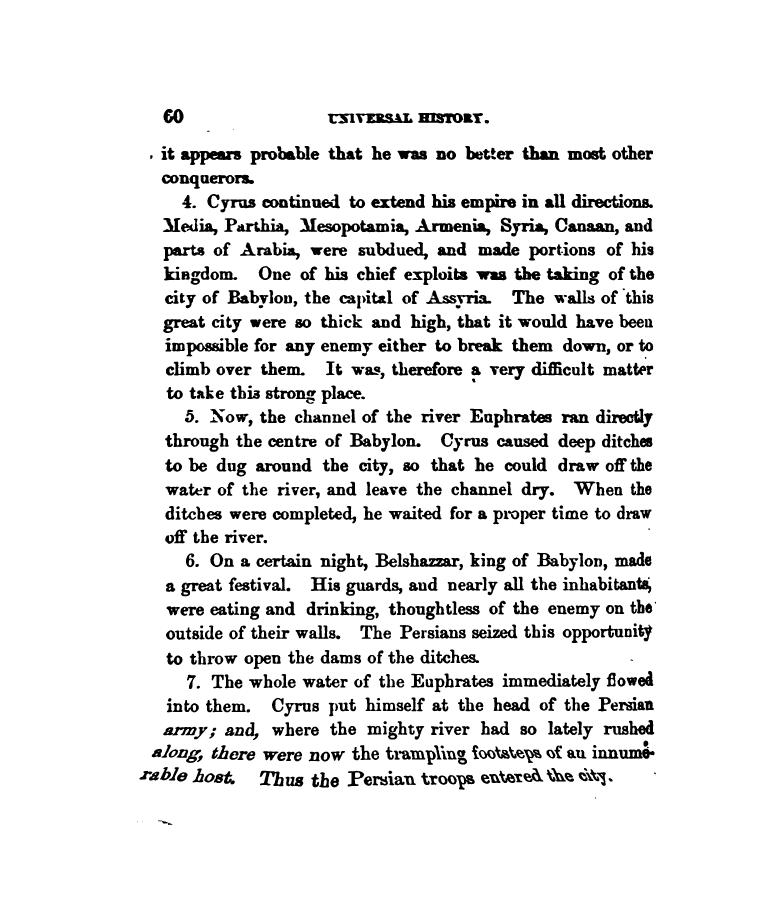 60 UNIVERSAL HISTORY.
it appears probable that he was no better than most other
conquerors.
4. Cyrus continued to extend his empire in all directions.
Media, Parthia, Mesopotamia, Armenia, Syria, Canaan, and
parts of Arabia, were subdued, and made portions of his
kingdom. One of his chief exploits was the taking of the
city of Babylon, the capital of Assyria. The walls of this
great city were so thick and high, that it would have been
impossible for any enemy either to break them down, or to
climb over them. It was, therefore a very difficult matter
to take this strong place.
5. Now, the channel of the river Euphrates ran directly
through the centre of Babylon. Cyrus caused deep ditches
to be dug around the city, so that he could draw off the
water of the river, and leave the channel dry. When the
ditches were completed, he waited for a proper time to draw
off the river.
6. On a certain night, Belshazzar, king of Babylon, made
a great festival. His guards, and nearly all the inhabitants,
were eating and drinking, thoughtless of the enemy on the
outside of their walls. The Persians seized this opportunity
to throw open the dams of the ditches.
7. The whole water of the Euphrates immediately flowed
into them. Cyrus put himself at the head of the Persian
army; and, where the mighty river had so lately rushed
along, there were now the trampling footsteps of an innume-
rable host. Thus the Persian troops entered the city.